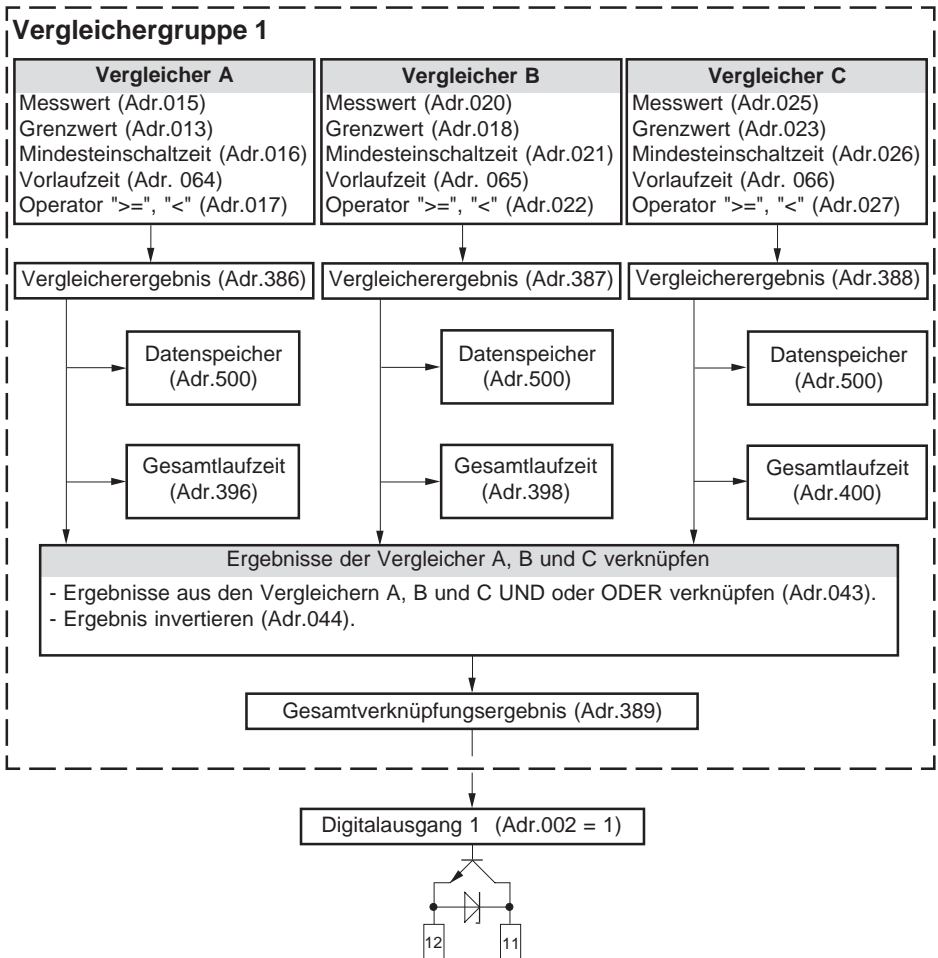 Vergleichergruppe 1
Vergleicher A
Messwert (Adr.015)
Grenzwert (Adr.013)
Mindesteinschaltzeit (Adr.016)
Vorlaufzeit (Adr. 064)
Operator ">=", "<" (Adr.017)
Vergleicher B
Messwert (Adr.020)
Grenzwert (Adr.018)
Mindesteinschaltzeit (Adr.021)
Vorlaufzeit (Adr. 065)
Operator ">=", "<" (Adr.022)
Vergleicher C
Messwert (Adr.025)
Grenzwert (Adr.023)
Mindesteinschaltzeit (Adr.026)
Vorlaufzeit (Adr. 066)
Operator ">=", "<" (Adr.027)
Vergleicherergebnis (Adr.386)
Vergleicherergebnis (Adr.387)
Vergleicherergebnis (Adr.388)
Datenspeicher
(Adr.500)
Datenspeicher
(Adr.500)
Datenspeicher
(Adr.500)
Gesamtlaufzeit
(Adr.396)
Gesamtlaufzeit
(Adr.398)
Gesamtlaufzeit
(Adr.400)
Ergebnisse der Vergleicher A, B und C verknüpfen
- Ergebnisse aus den Vergleichern A, B und C UND oder ODER verknüpfen (Adr.043).
- Ergebnis invertieren (Adr.044).
Gesamtverknüpfungsergebnis (Adr.389)
Digitalausgang 1 (Adr.002 = 1)
12
11